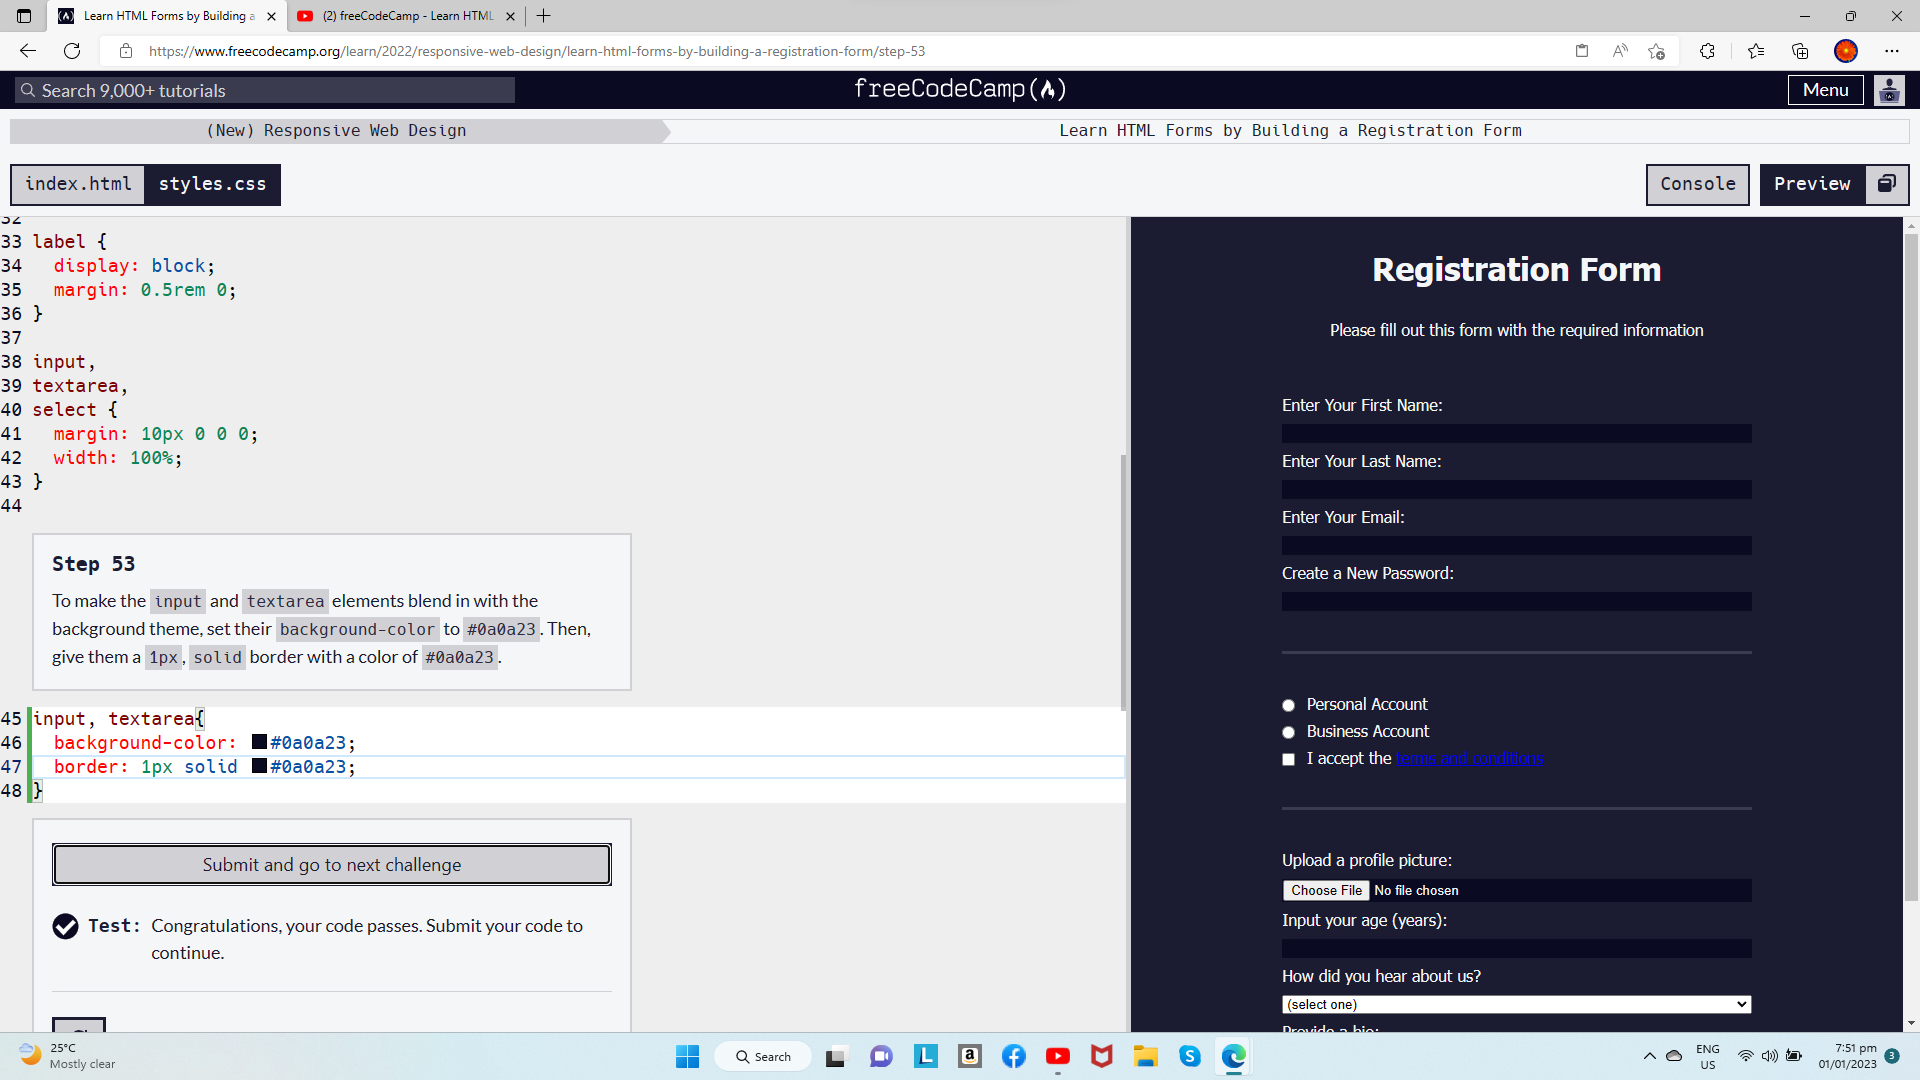 Learn HTML Forms by Building a
(2) freeCodeCamp - Learn HTML
https://www.freecodecamp.org/learn/2022/responsive-web-design/learn-html-forms-by-building-a-registration-form/step-53
Search 9,000+ tutorials
freeCodeCamp
Menu
(New) Responsive Web Design
Learn HTML Forms by Building a Registration Form
index.html
styles.css
Console
Preview
32
33 label {
34 display: block;
35 margin: 0.5rem 0;
36 }
37
38 input,
39 textarea,
40 select {
41 margin: 10px 0 0 0;
42 width: 100%;
43 }
44
Step 53
To make the input and textarea elements blend in with the
background theme, set their background-color to #0a0a23. Then,
give them a 1px, solid border with a color of #0a0a23.
45 input, textarea{
46 background-color: #0a0a23;
47 border: 1px solid #0a0a23;
48 }
Submit and go to next challenge
Test: Congratulations, your code passes. Submit your code to
continue.
Registration Form
Please fill out this form with the required information
Enter Your First Name:
Enter Your Last Name:
Enter Your Email:
Create a New Password:
Personal Account
Business Account
I accept the terms and conditions
Upload a profile picture:
Choose File No file chosen
Input your age (years):
How did you hear about us?
(select one)
Provide a bio:
25°C
Mostly clear
Search
ENG
US
7:51 pm
01/01/2023
3